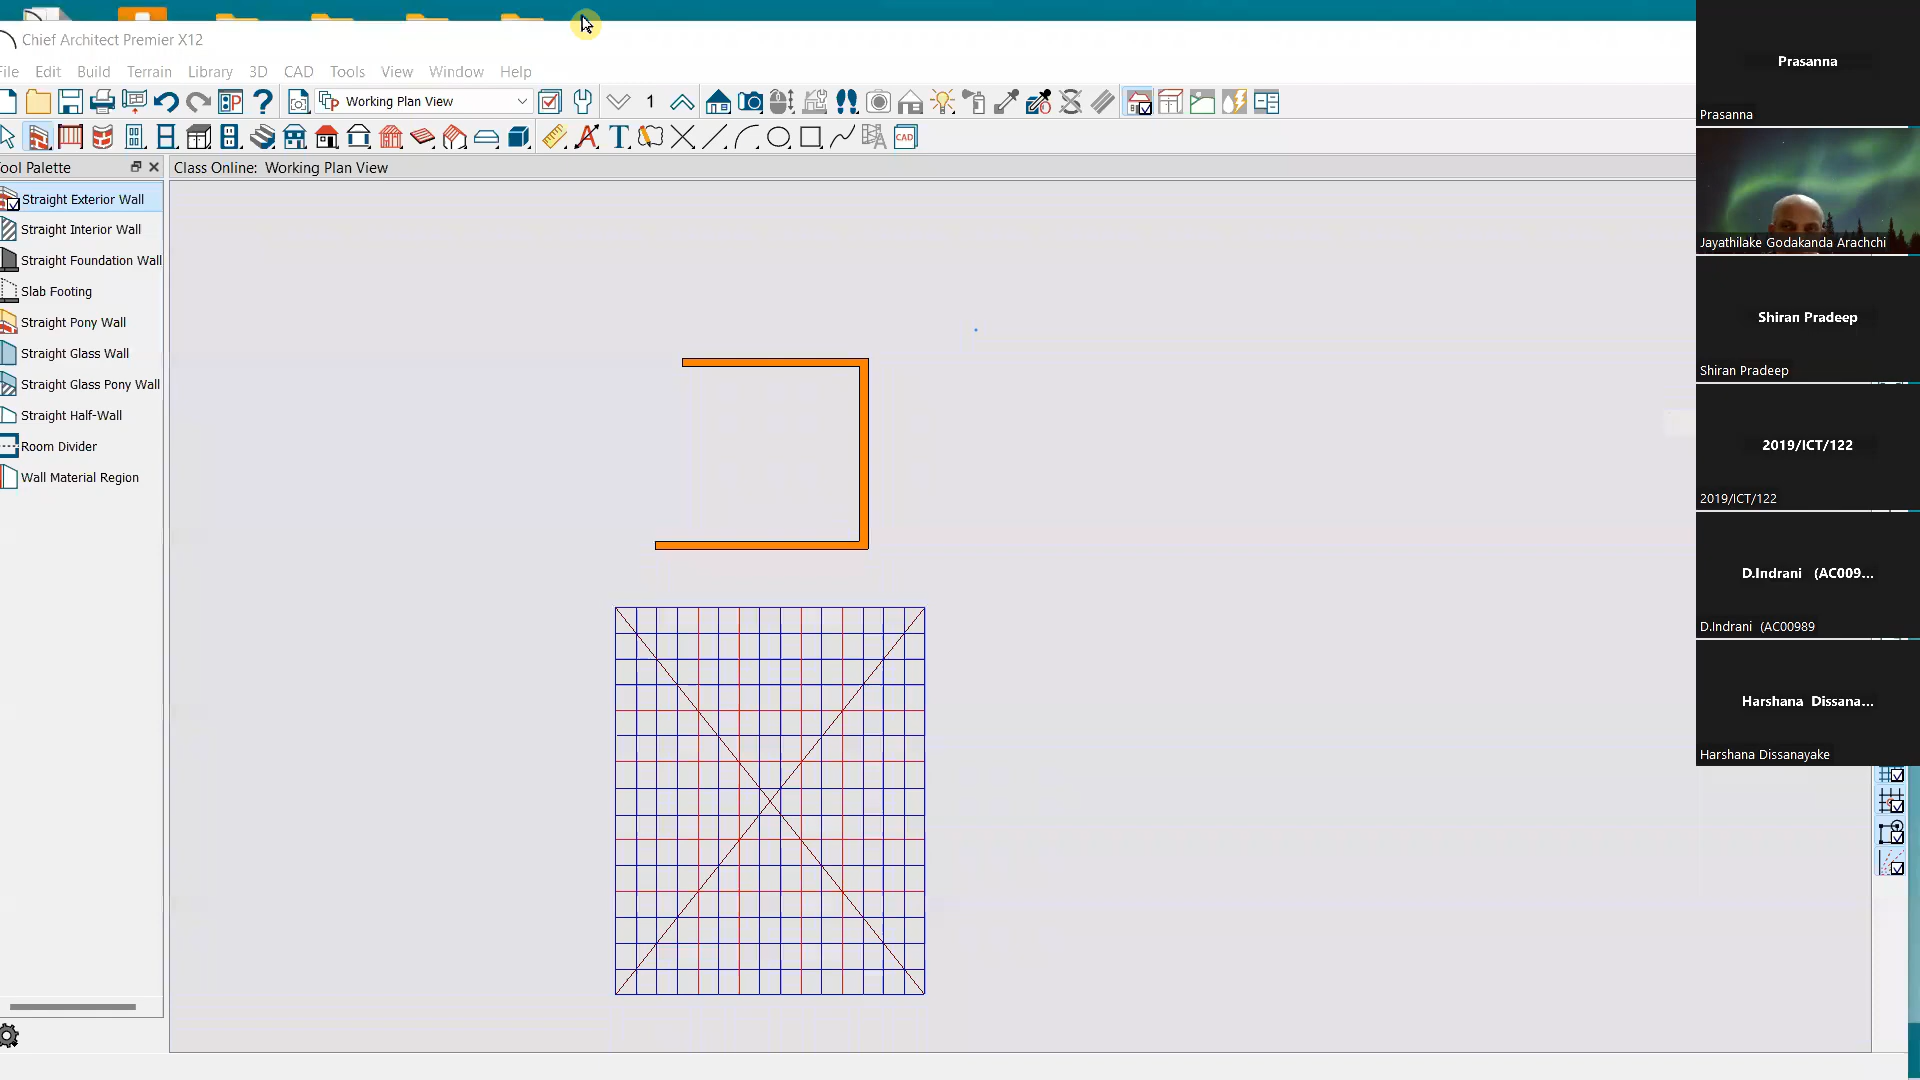 Chief Architect Premier X12
File Edit Build Terrain Library 3D CAD Tools View Window Help
Working Plan View 1
T CAD
Tool Palette
Class Online: Working Plan View
Straight Exterior Wall
Straight Interior Wall
Straight Foundation Wall
Slab Footing
Straight Pony Wall
Straight Glass Wall
Straight Glass Pony Wall
Straight Half-Wall
Room Divider
Wall Material Region
Prasanna
Prasanna
Jayathilake Godakanda Arachchi
Shiran Pradeep
Shiran Pradeep
2019/ICT/122
2019/ICT/122
D.Indrani (AC009...
D.Indrani (AC00989
Harshana Dissana...
Harshana Dissanayake